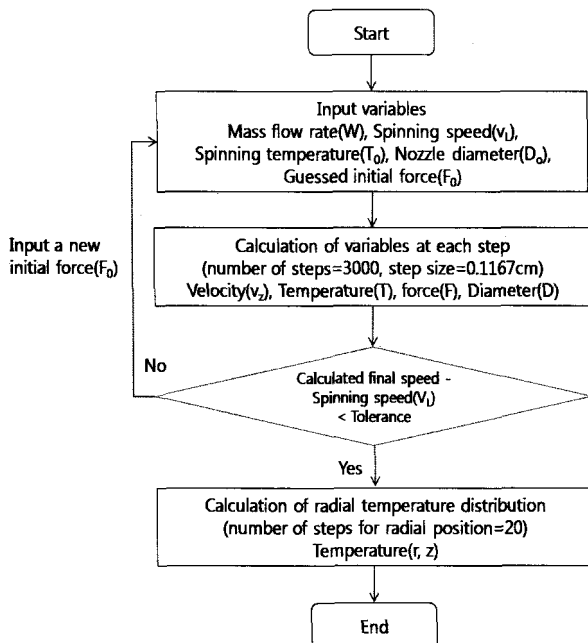 Start
Input variables
Mass flow rate(W), Spinning speed(vL),
Spinning temperature(T0), Nozzle diameter(Do),
Guessed initial force(F0)
Input a new
initial force(F0)
Calculation of variables at each step
(number of steps=3000, step size=0.1167cm)
Velocity(vz), Temperature(T), force(F), Diameter(D)
No
Calculated final speed -
Spinning speed(VL)
< Tolerance
Yes
Calculation of radial temperature distribution
(number of steps for radial position=20)
Temperature(r, z)
End